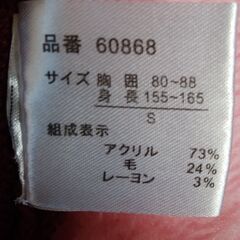 品番 60868
サイズ 胸囲 80~88
身長 155~165
S
組成表示
アクリル 73%
毛 24%
レーヨン 3%